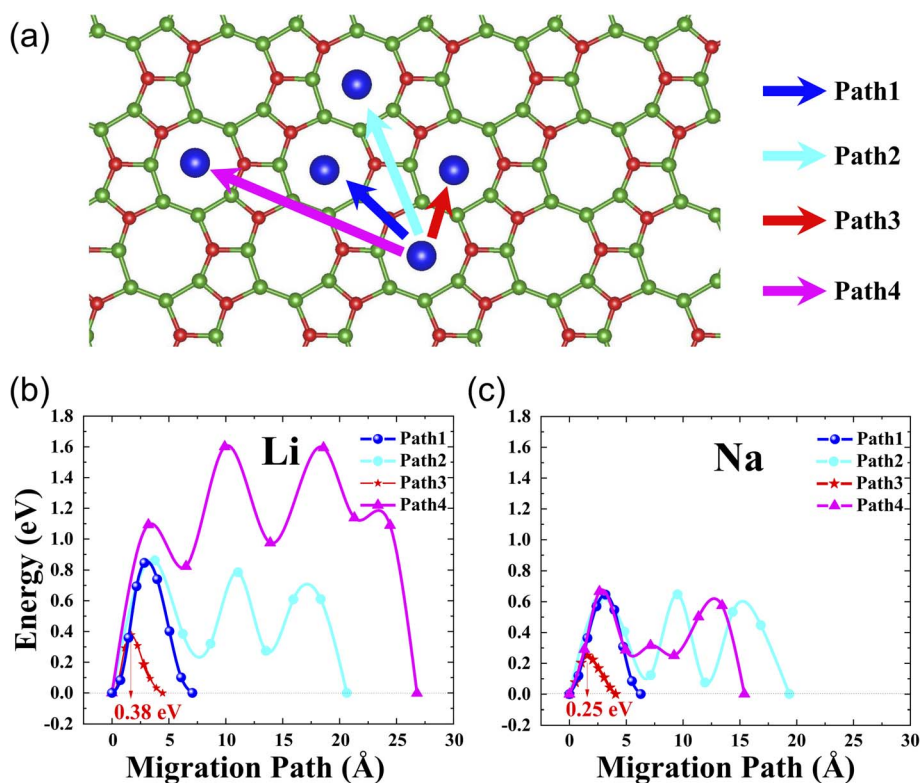 (a)
Path1
Path2
Path3
Path4
(b)
1.8
1.6
1.4
1.2
1.0
0.8
0.6
0.4
0.2
0.0
-0.2
Energy (eV)
Li
Path1
Path2
Path3
Path4
0.38 eV
0 5 10 15 20 25 30
Migration Path (Å)
(c)
1.8
1.6
1.4
1.2
1.0
0.8
0.6
0.4
0.2
0.0
-0.2
Na
Path1
Path2
Path3
Path4
0.25 eV
0 5 10 15 20 25 30
Migration Path (Å)